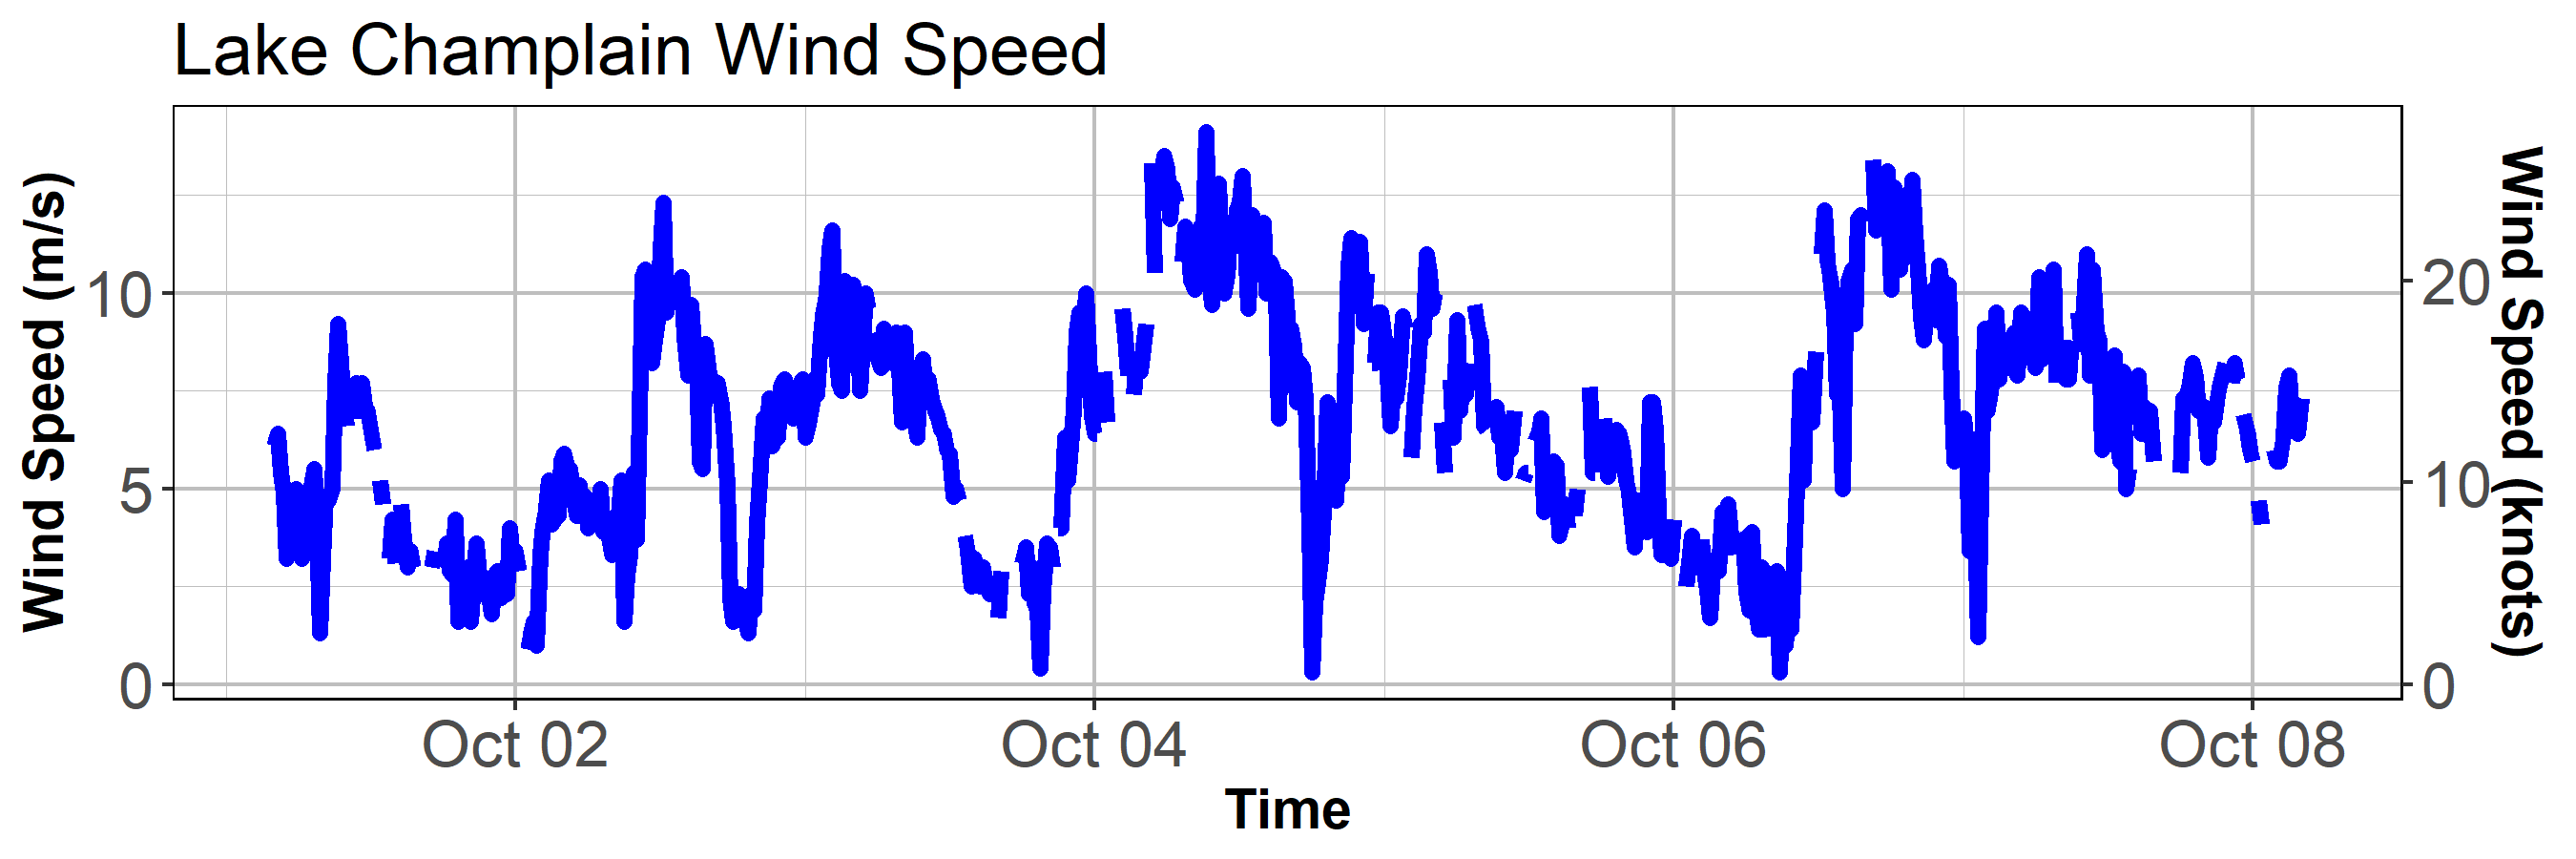 Lake Champlain Wind Speed
Wind Speed (m/s)
10
5
0
20
10
0
Wind Speed (knots)
Oct 02 Oct 04 Oct 06 Oct 08
Time